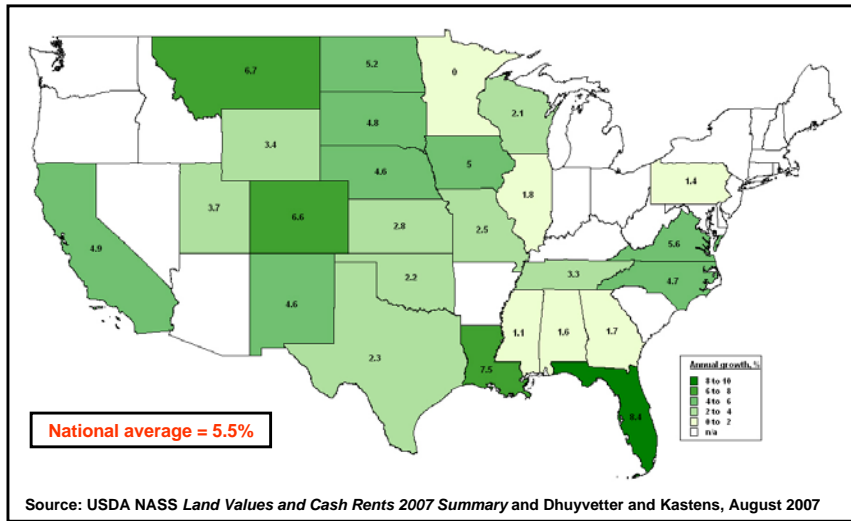 6.7
5.2
0
2.1
4.8
3.4
4.6
5
1.4
3.7
6.6
1.8
2.8
2.5
5.6
4.9
4.7
3.3
2.2
4.6
1.1
1.6
1.7
2.3
7.5
8.4
Annual growth, %
8 to 10
6 to 8
4 to 6
2 to 4
0 to 2
n/a
National average = 5.5%
Source: USDA NASS Land Values and Cash Rents 2007 Summary and Dhuyvetter and Kastens, August 2007